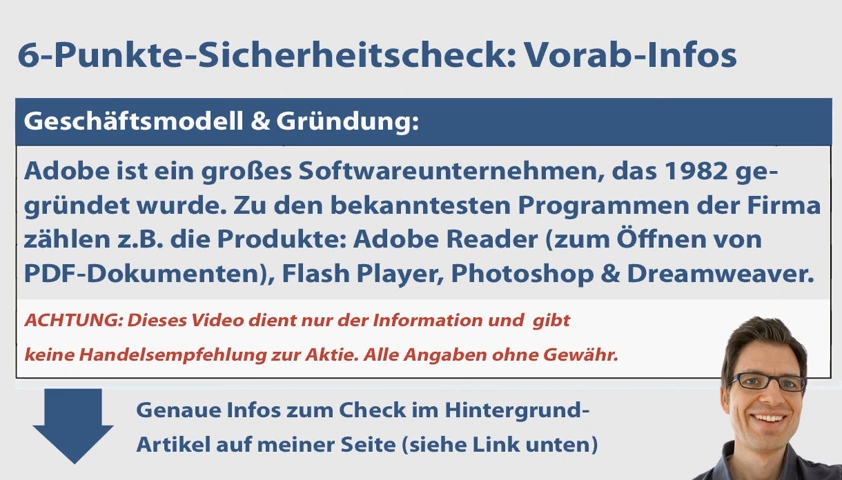 6-Punkte-Sicherheitscheck: Vorab-Infos
Geschäftsmodell & Gründung:
Adobe ist ein großes Softwareunternehmen, das 1982 ge-
gründet wurde. Zu den bekanntesten Programmen der Firma
zählen z.B. die Produkte: Adobe Reader (zum Öffnen von
PDF-Dokumenten), Flash Player, Photoshop & Dreamweaver.
ACHTUNG: Dieses Video dient nur der Information und gibt
keine Handelsempfehlung zur Aktie. Alle Angaben ohne Gewähr.
Genaue Infos zum Check im Hintergrund-
Artikel auf meiner Seite (siehe Link unten)